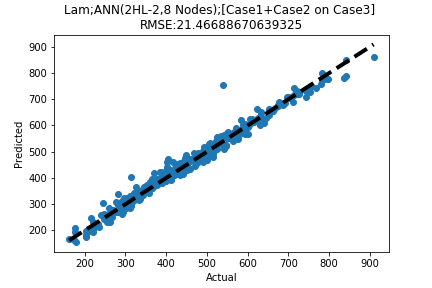 Lam;ANN(2HL-2,8 Nodes);[Case1+Case2 on Case3]
RMSE:21.46688670639325
900
800
700
600
500
400
300
200
Predicted
200 300 400 500 600 700 800 900
Actual